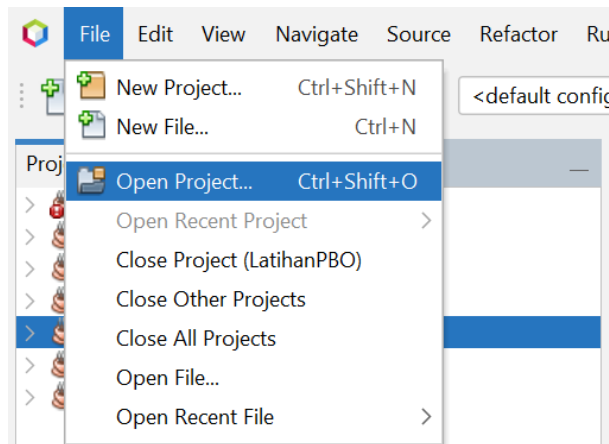 File Edit View Navigate Source Refactor Ru
<default config
New Project... Ctrl+Shift+N
New File... Ctrl+N
Proj
Open Project... Ctrl+Shift+O
Open Recent Project
Close Project (LatihanPBO)
Close Other Projects
Close All Projects
Open File...
Open Recent File